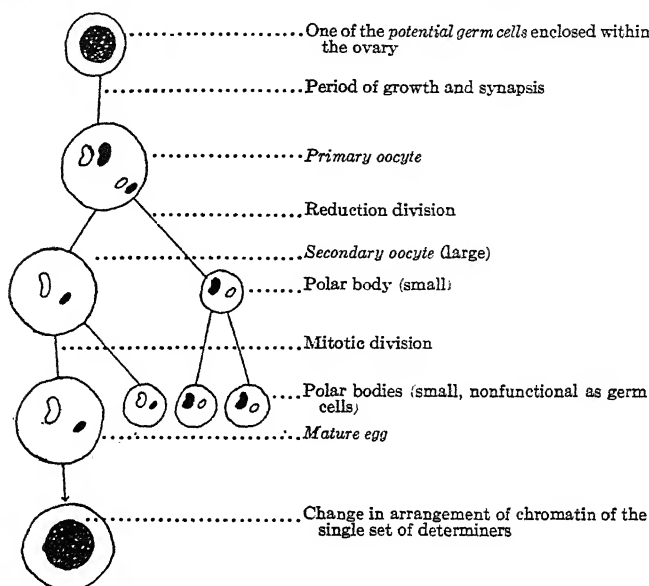 One of the potential germ cells enclosed within
the ovary
Period of growth and synapsis
Primary oocyte
Reduction division
Secondary oocyte (large)
Polar body (small)
Mitotic division
Polar bodies (small, nonfunctional as germ
cells)
Mature egg
Change in arrangement of chromatin of the
single set of determiners